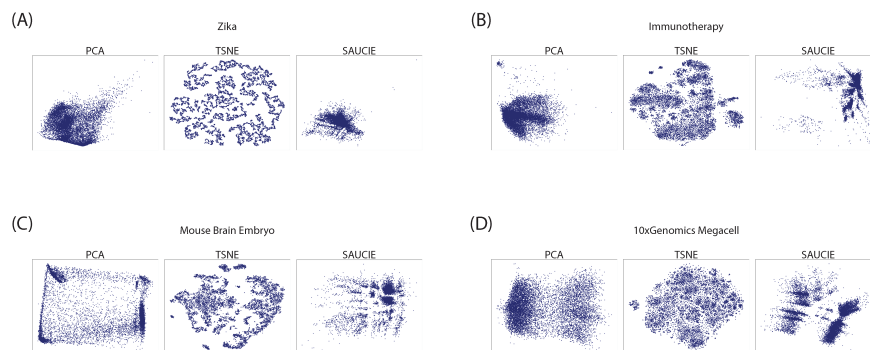 (A)
Zika
PCA TSNE SAUCIE
(B)
Immunotherapy
PCA TSNE SAUCIE
(C)
Mouse Brain Embryo
PCA TSNE SAUCIE
(D)
10xGenomics Megacell
PCA TSNE SAUCIE